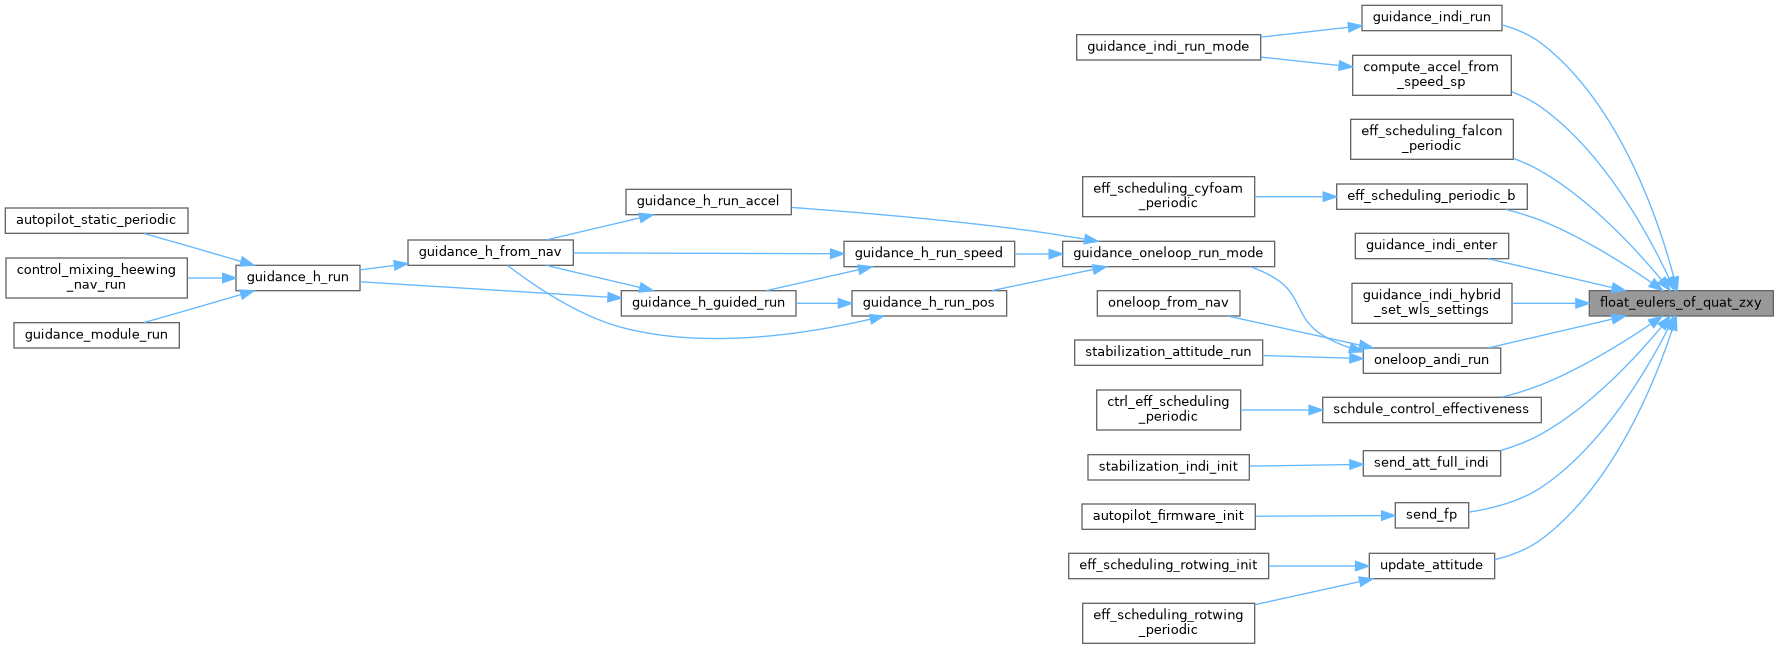 guidance_indi_run
guidance_indi_run_mode
compute_accel_from
_speed_sp
eff_scheduling_falcon
_periodic
eff_scheduling_cyfoam
_periodic
eff_scheduling_periodic_b
guidance_h_run_accel
autopilot_static_periodic
guidance_indi_enter
guidance_h_from_nav
guidance_h_run_speed
guidance_oneloop_run_mode
control_mixing_heewing
_nav_run
guidance_h_run
guidance_h_guided_run
guidance_h_run_pos
oneloop_from_nav
guidance_indi_hybrid
_set_wls_settings
float_eulers_of_quat_zxy
guidance_module_run
stabilization_attitude_run
oneloop_andi_run
ctrl_eff_scheduling
_periodic
schdule_control_effectiveness
stabilization_indi_init
send_att_full_indi
autopilot_firmware_init
send_fp
eff_scheduling_rotwing_init
update_attitude
eff_scheduling_rotwing
_periodic